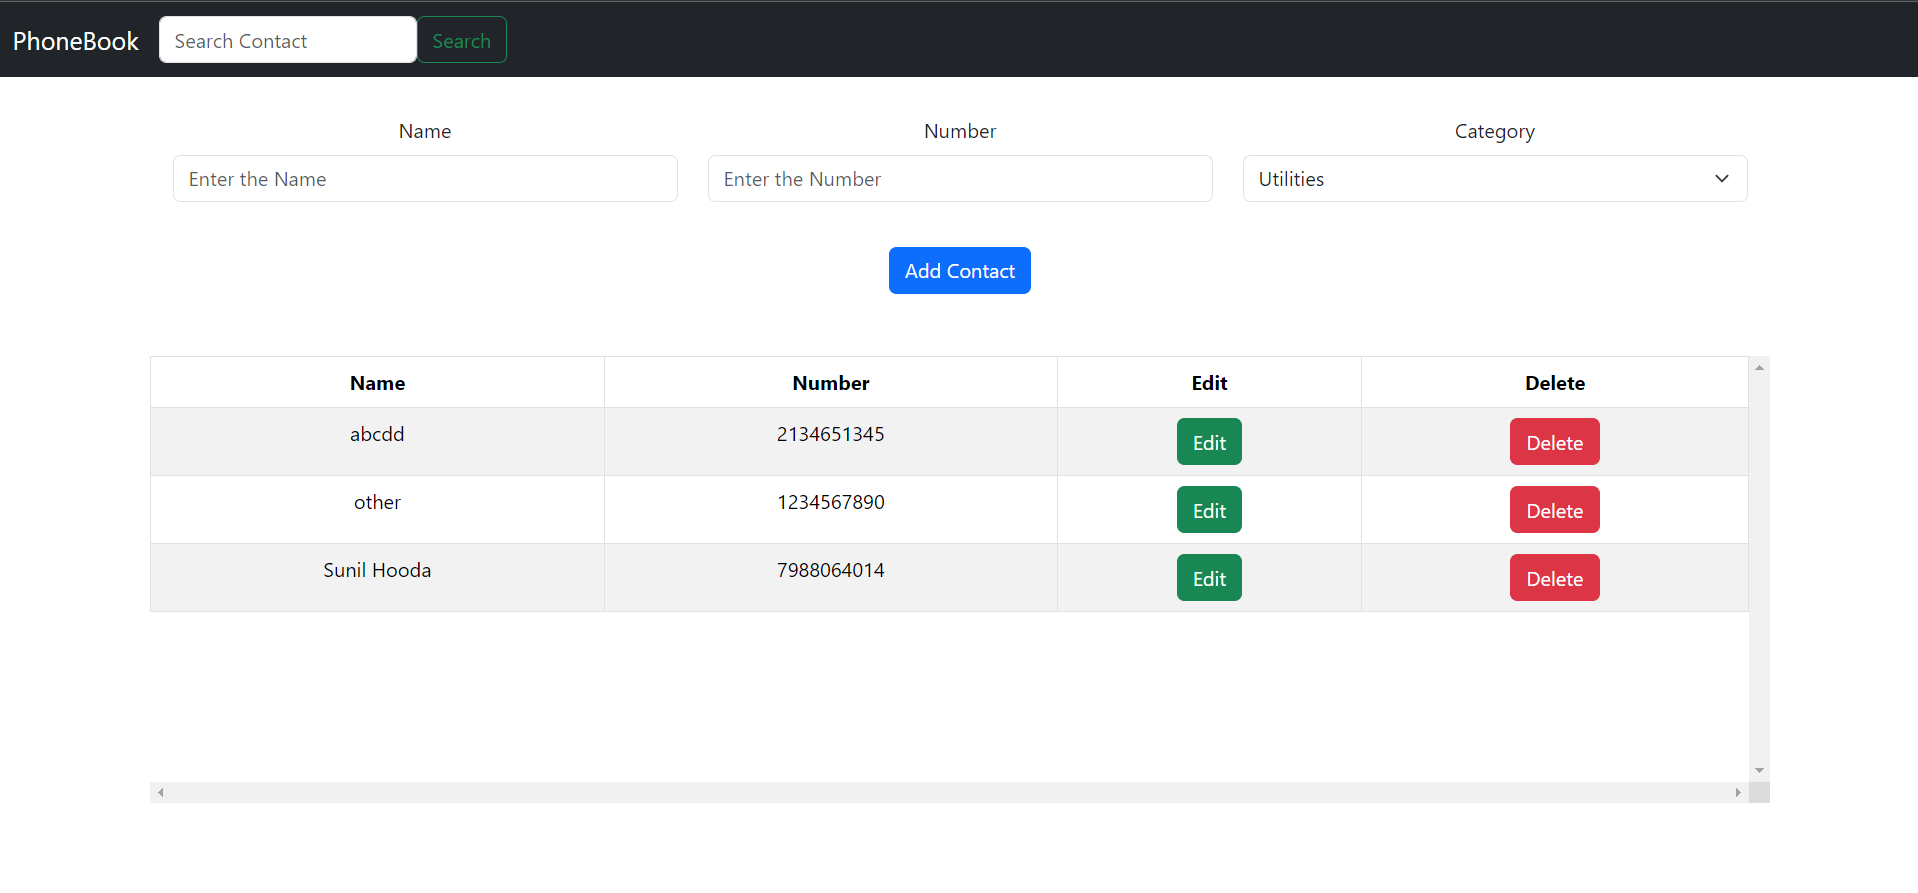 PhoneBook Search Contact Search
Name Number Category
Enter the Name Enter the Number Utilities
Add Contact
Name Number Edit Delete
abcdd 2134651345 Edit Delete
other 1234567890 Edit Delete
Sunil Hooda 7988064014 Edit Delete